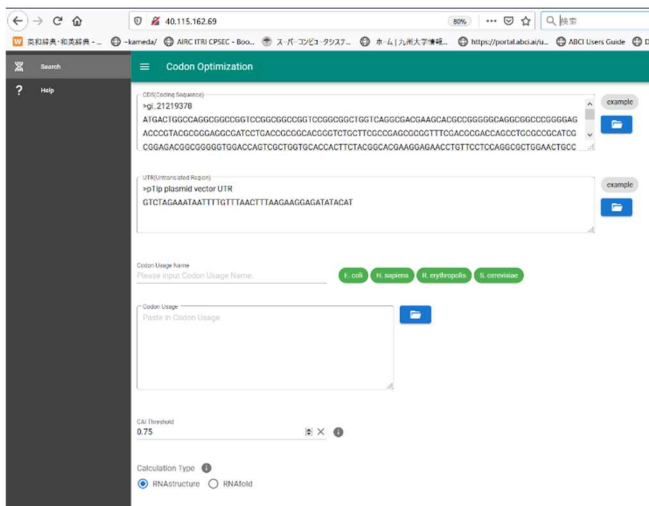 40.115.162.69
80%
検索
英和辞典・和英辞典 - ...
~kameda/
AIRC ITRI CPSEC - Boo...
スーパーコンピュータシステ...
ホーム | 九州大学情報...
https://portal.abci.ai/u...
ABCI Users Guide
Search
Codon Optimization
Help
CDS(Coding Sequence)
>gi_21219378
example
ATGACTGGCCAGGCGGCCGGTCCGGCGGCCGGTCCGGCGGCTGGTCAGGCGACGAAGCACGCCGGGGGCAGGCGGCCCGGGGAG
ACCCGTACGCGGGAGGCGATCCTGACCGCGGCACGGGTCTGCTTCGCCGAGCGCGGTTTCGACGCGACCAGCCTGCGCCGCATCG
CGGAGACGGCGGGGGTGGACCAGTCGCTGGTGCACCACTTCTACGGCACGAAGGAGAACCTGTTCCTCCAGGCGCTGGAACTGCC
UTR(Untranslated Region)
>pTip plasmid vector UTR
example
GTCTAGAAATAATTTTGTTTAACTTTAAGAAGGAGATATACAT
Codon Usage Name
Please input Codon Usage Name.
E. coli
H. sapiens
R. erythropolis
S. cerevisiae
Codon Usage
Paste in Codon Usage
CAI Threshold
0.75
Calculation Type
RNAstructure
RNAfold